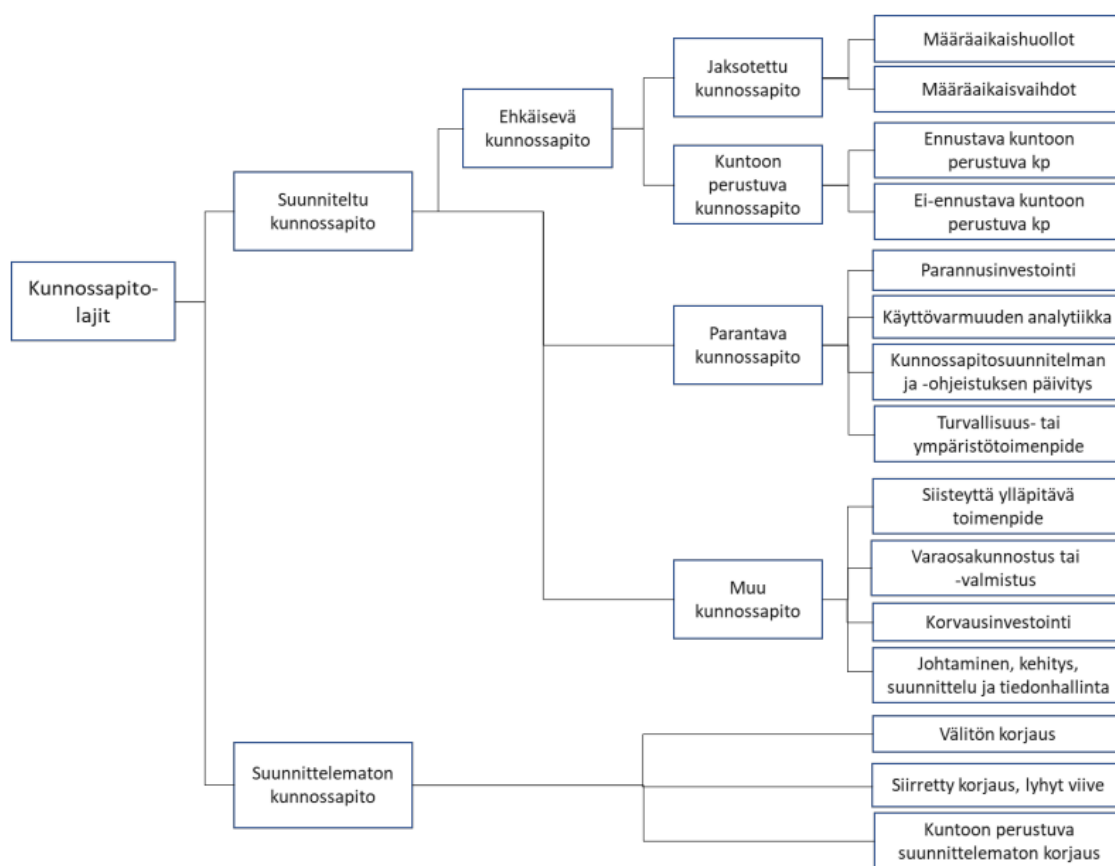 Kunnossapito-
lajit
Suunniteltu
kunnossapito
Ehkäisevä
kunnossapito
Jaksotettu
kunnossapito
Määräaikaishuollot
Määräaikaisvaihdot
Kuntoon
perustuva
kunnossapito
Ennustava kuntoon
perustuva kp
Ei-ennustava kuntoon
perustuva kp
Parantava
kunnossapito
Parannusinvestointi
Käyttövarmuuden analytiikka
Kunnossapitosuunnitelman
ja -ohjeistuksen päivitys
Turvallisuus- tai
ympäristötoimenpide
Muu
kunnossapito
Siisteyttä ylläpitävä
toimenpide
Varaosakunnostus tai
-valmistus
Korvausinvestointi
Johtaminen, kehitys,
suunnittelu ja tiedonhallinta
Suunnittelematon
kunnossapito
Välitön korjaus
Siirretty korjaus, lyhyt viive
Kuntoon perustuva
suunnittelematon korjaus